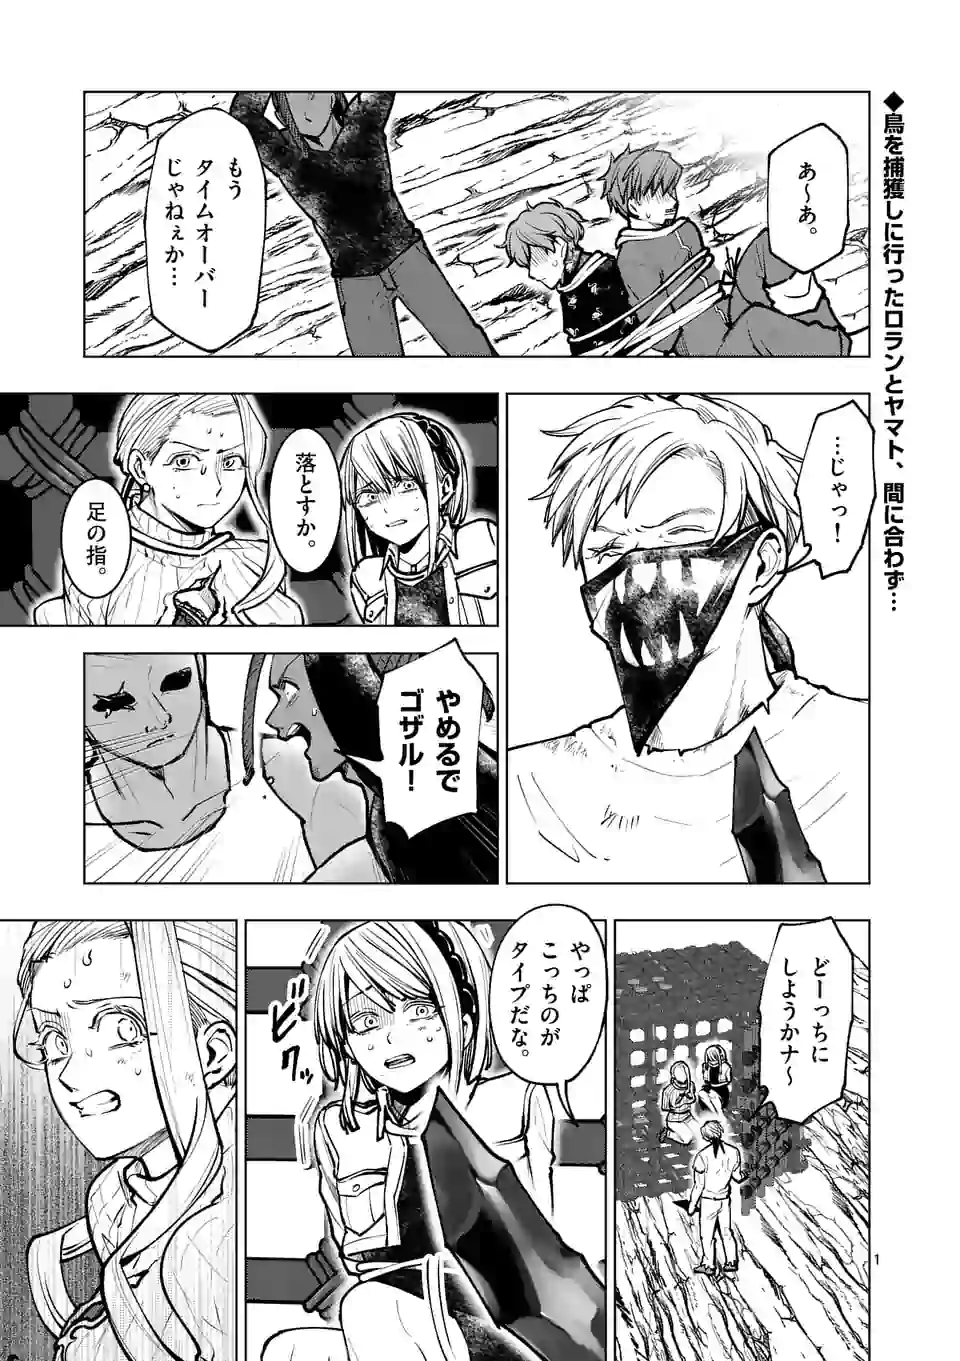 ◆鳥を捕獲しに行ったロランとヤマト、間に合わず…
あ〜あ。
もう
タイムオーバー
じゃねぇか…
…じゃっ！
落とすか。
足の指。
やめるで
ゴザル！
どーっちに
しようかナ〜
やっぱ
こっちのが
タイプだな。
ビクッ
1